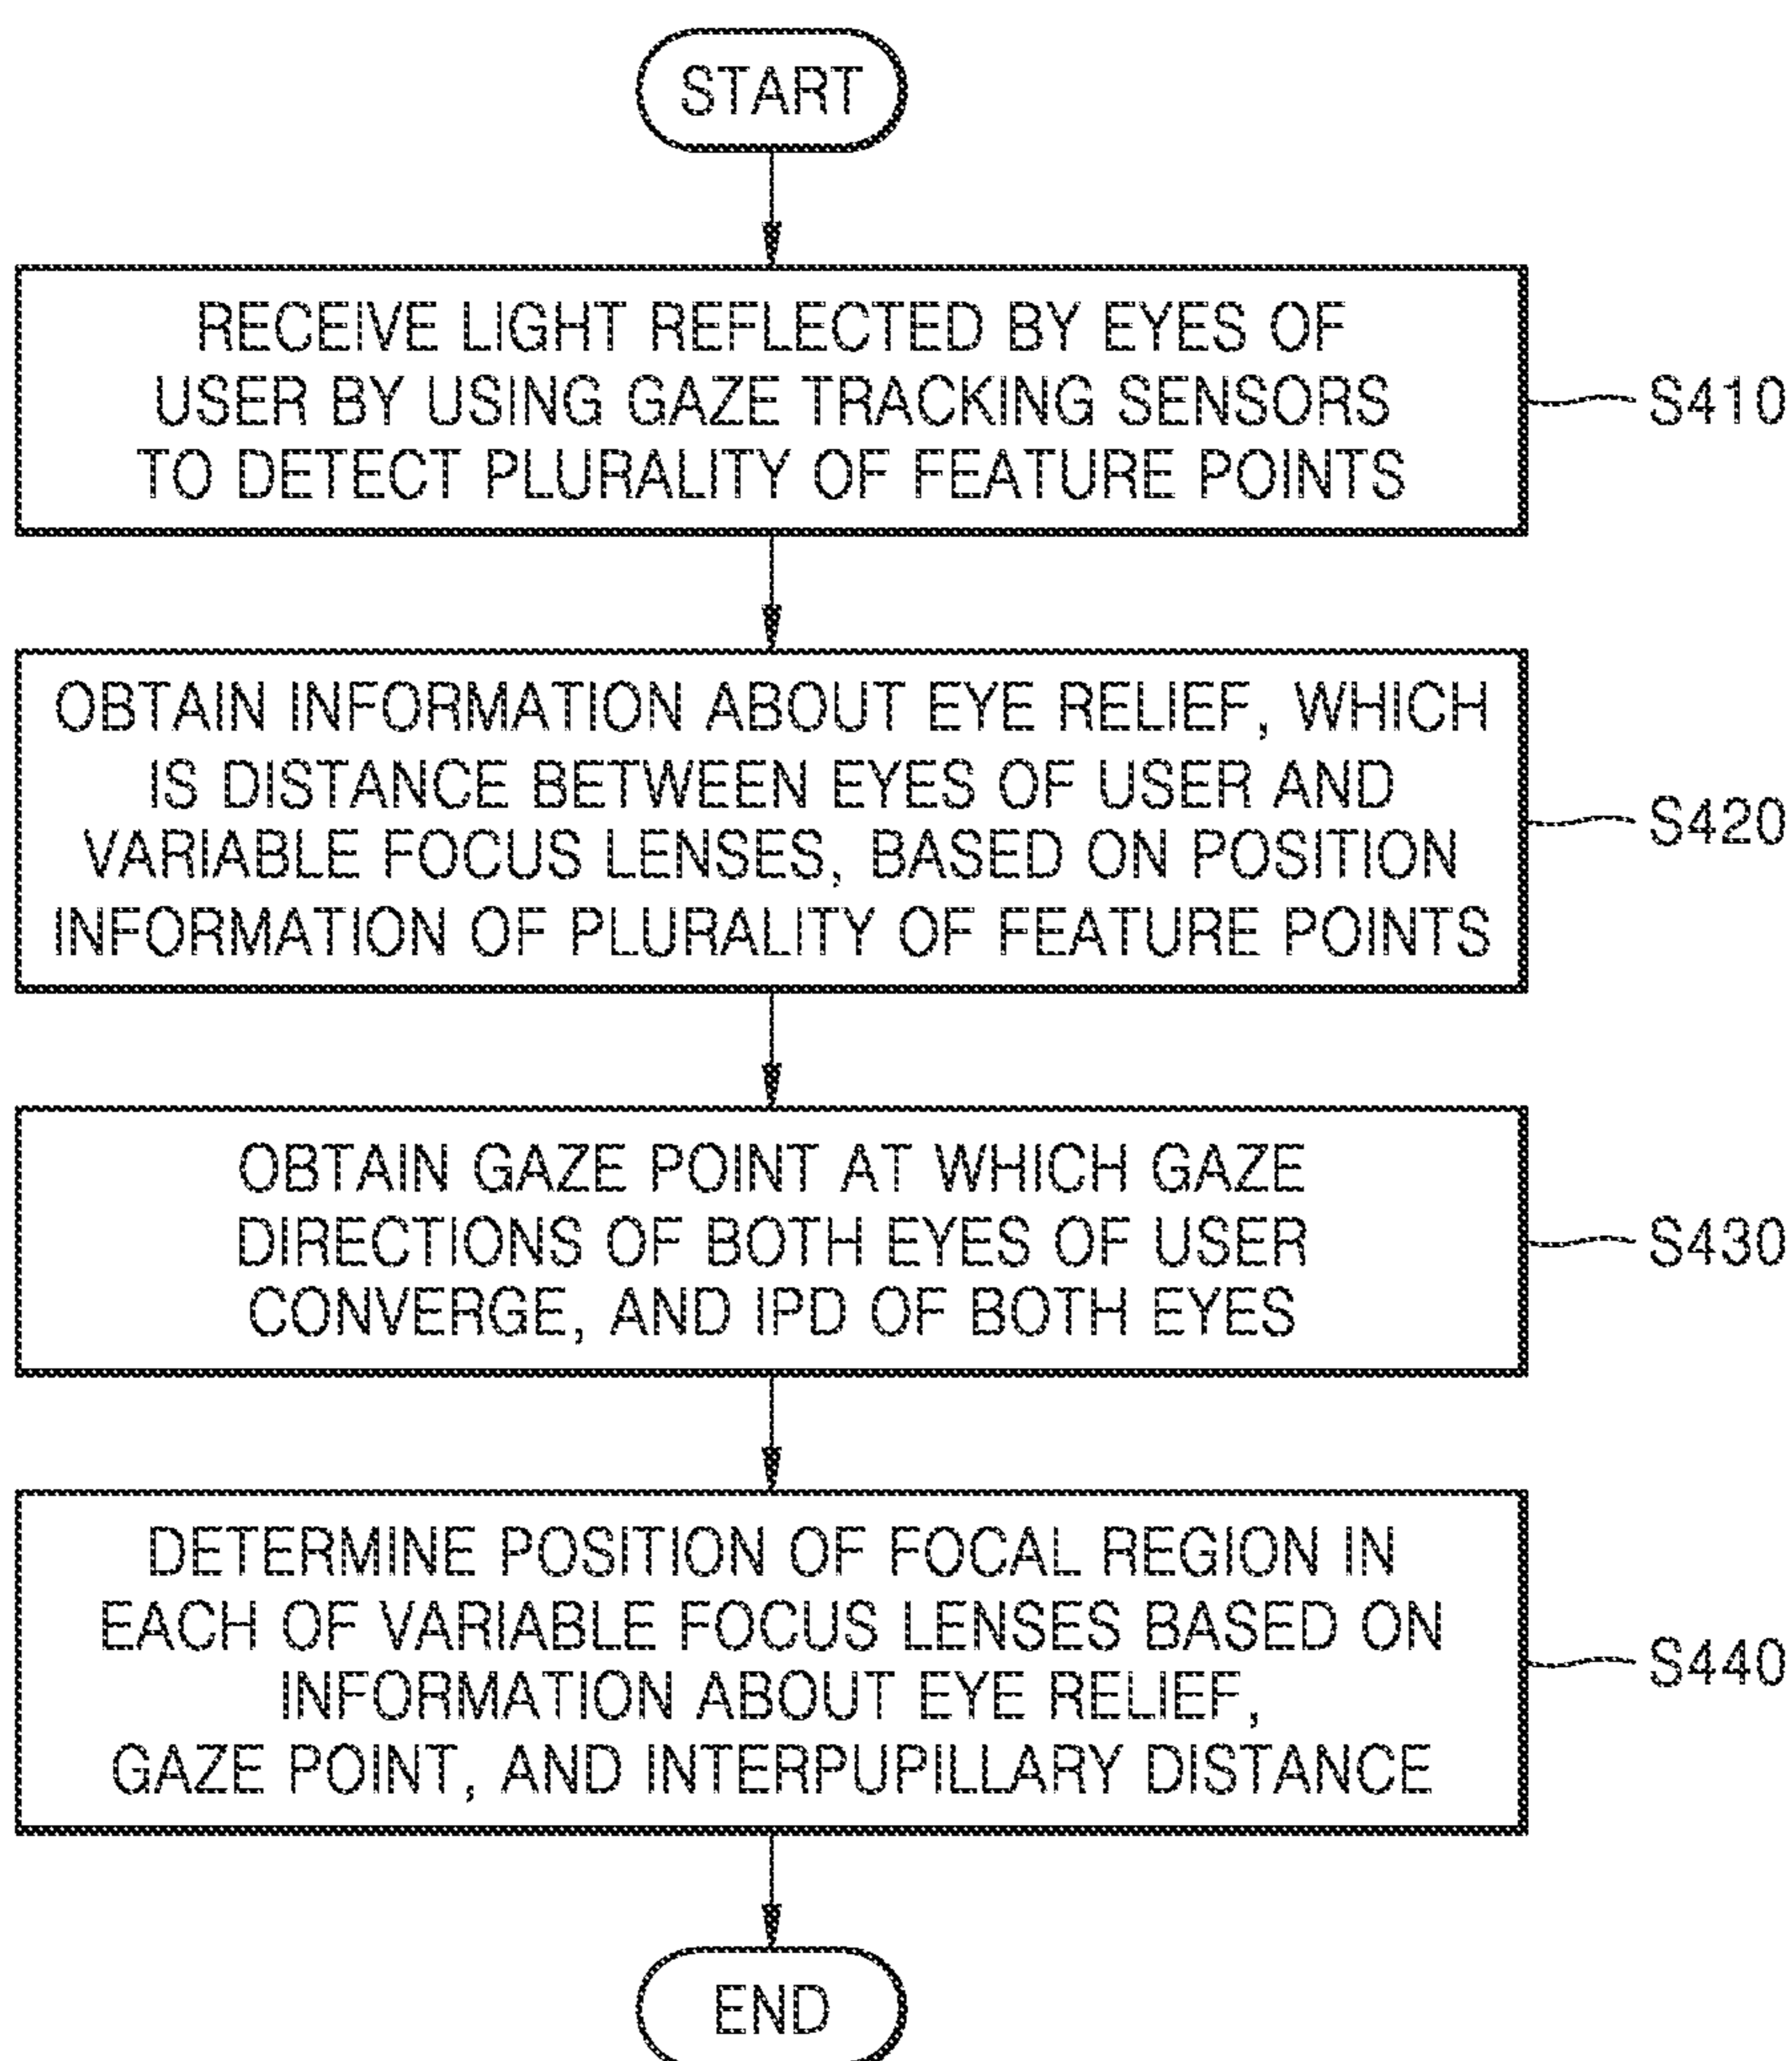 START
RECEIVE LIGHT REFLECTED BY EYES OF
USER BY USING GAZE TRACKING SENSORS
TO DETECT PLURALITY OF FEATURE POINTS
S410
OBTAIN INFORMATION ABOUT EYE RELIEF, WHICH
IS DISTANCE BETWEEN EYES OF USER AND
VARIABLE FOCUS LENSES, BASED ON POSITION
INFORMATION OF PLURALITY OF FEATURE POINTS
S420
OBTAIN GAZE POINT AT WHICH GAZE
DIRECTIONS OF BOTH EYES OF USER
CONVERGE, AND IPD OF BOTH EYES
S430
DETERMINE POSITION OF FOCAL REGION IN
EACH OF VARIABLE FOCUS LENSES BASED ON
INFORMATION ABOUT EYE RELIEF,
GAZE POINT, AND INTERPUPILLARY DISTANCE
S440
END